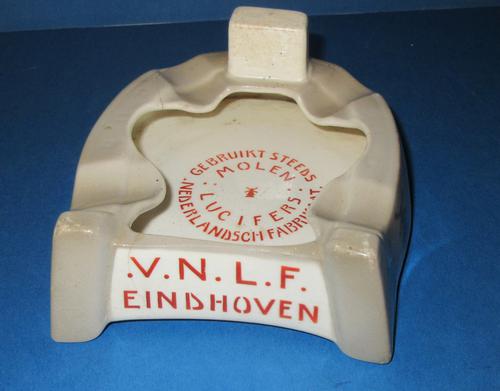 GEBRUIKT STEEDS
MOLEN
LUCIFERS
NEDERLANDSCH FABRIKAAT
.V.N.L.F.
EINDHOVEN